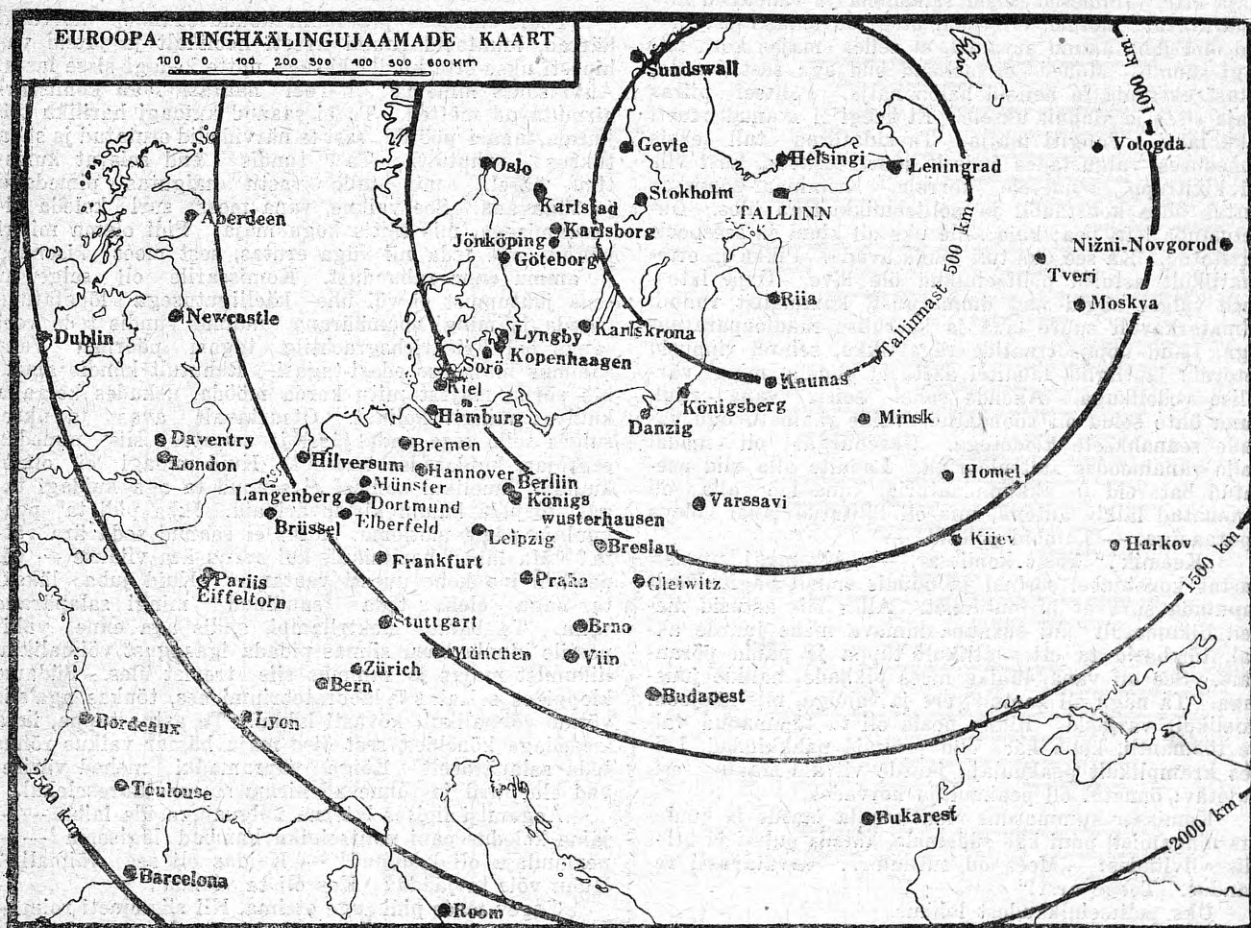 EUROOPA RINGHÄÄLINGUJAAMADE KAART
100 0 100 200 300 400 500 600 KM
Sundswall
1000 km.
Gevle
Helsingi
Leningrad
Vologda
Oslo
Karlstad
Stokholm
TALLINN
Aberdeen
Karlsborg
Jönköping
Göteborg
Nižni-Novgorod
Tveri
Riia
Moskva
Tallinnast 500 km
Newcastle
Dublin
Lyngby
Karlskrona
Kopenhaagen
Sorö
Kiel
Kaunas
Königsberg
Hamburg
Danzig
Minsk
Daventry
London
Bremen
Hilversum
Hannover
Homel
Münster
Berliin
Langenberg
Dortmund
Königs
wusterhausen
Varssavi
Brüssel
Elberfeld
Leipzig
Breslau
Kiiev
Harkov
Frankfurt
Praha
Gleiwitz
Pariis
Eiffeltorn
1500 km
Stuttgart
Brno
München
Viin
Zürich
Bern
Budapest
Bordeaux
Lyon
2200 km
Toulouse
Bukarest
2000 km
Barcelona
Room